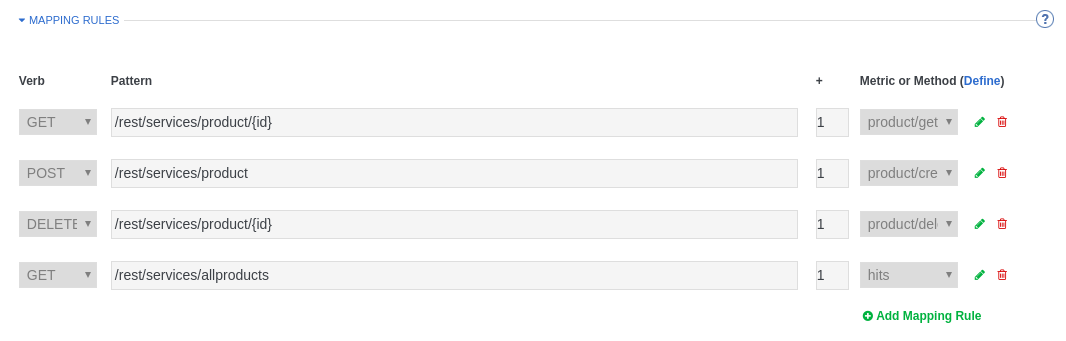 MAPPING RULES ?
Verb Pattern + Metric or Method (Define)
GET /rest/services/product/{id} 1 product/get
POST /rest/services/product 1 product/cre
DELETE /rest/services/product/{id} 1 product/del
GET /rest/services/allproducts 1 hits
Add Mapping Rule